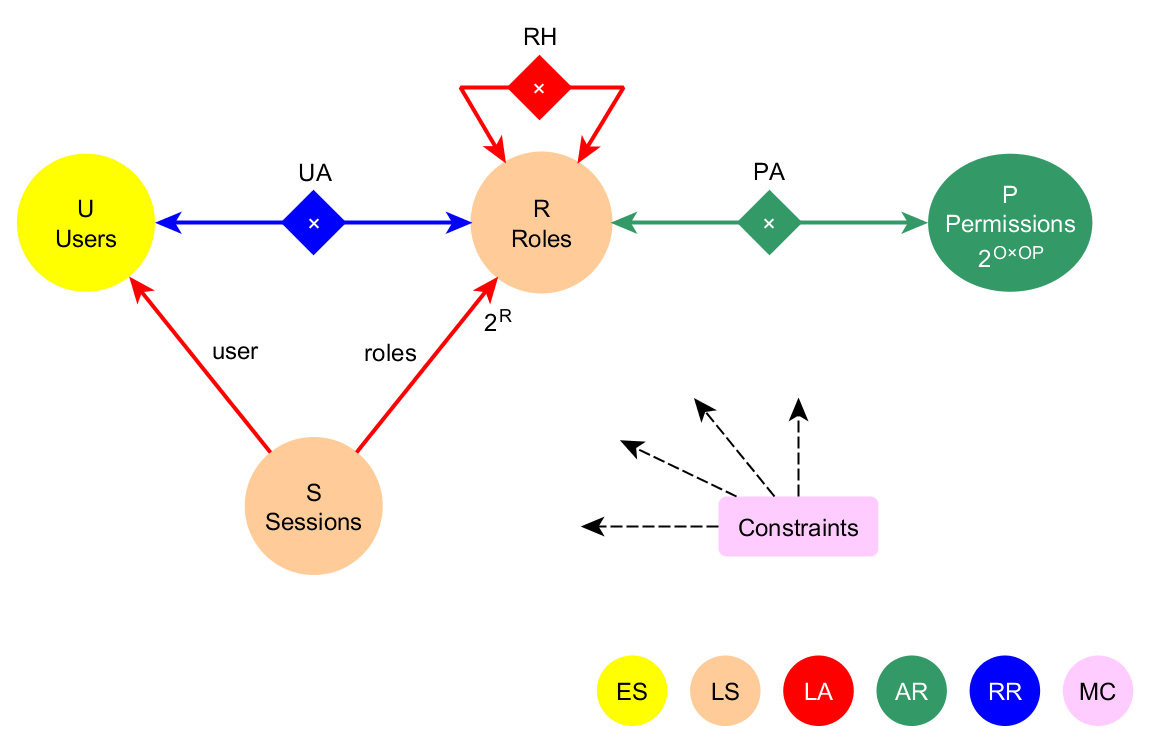 RH
×
UA
PA
U
Users
×
R
Roles
×
P
Permissions
2^O×OP
2^R
user
roles
S
Sessions
Constraints
ES
LS
LA
AR
RR
MC